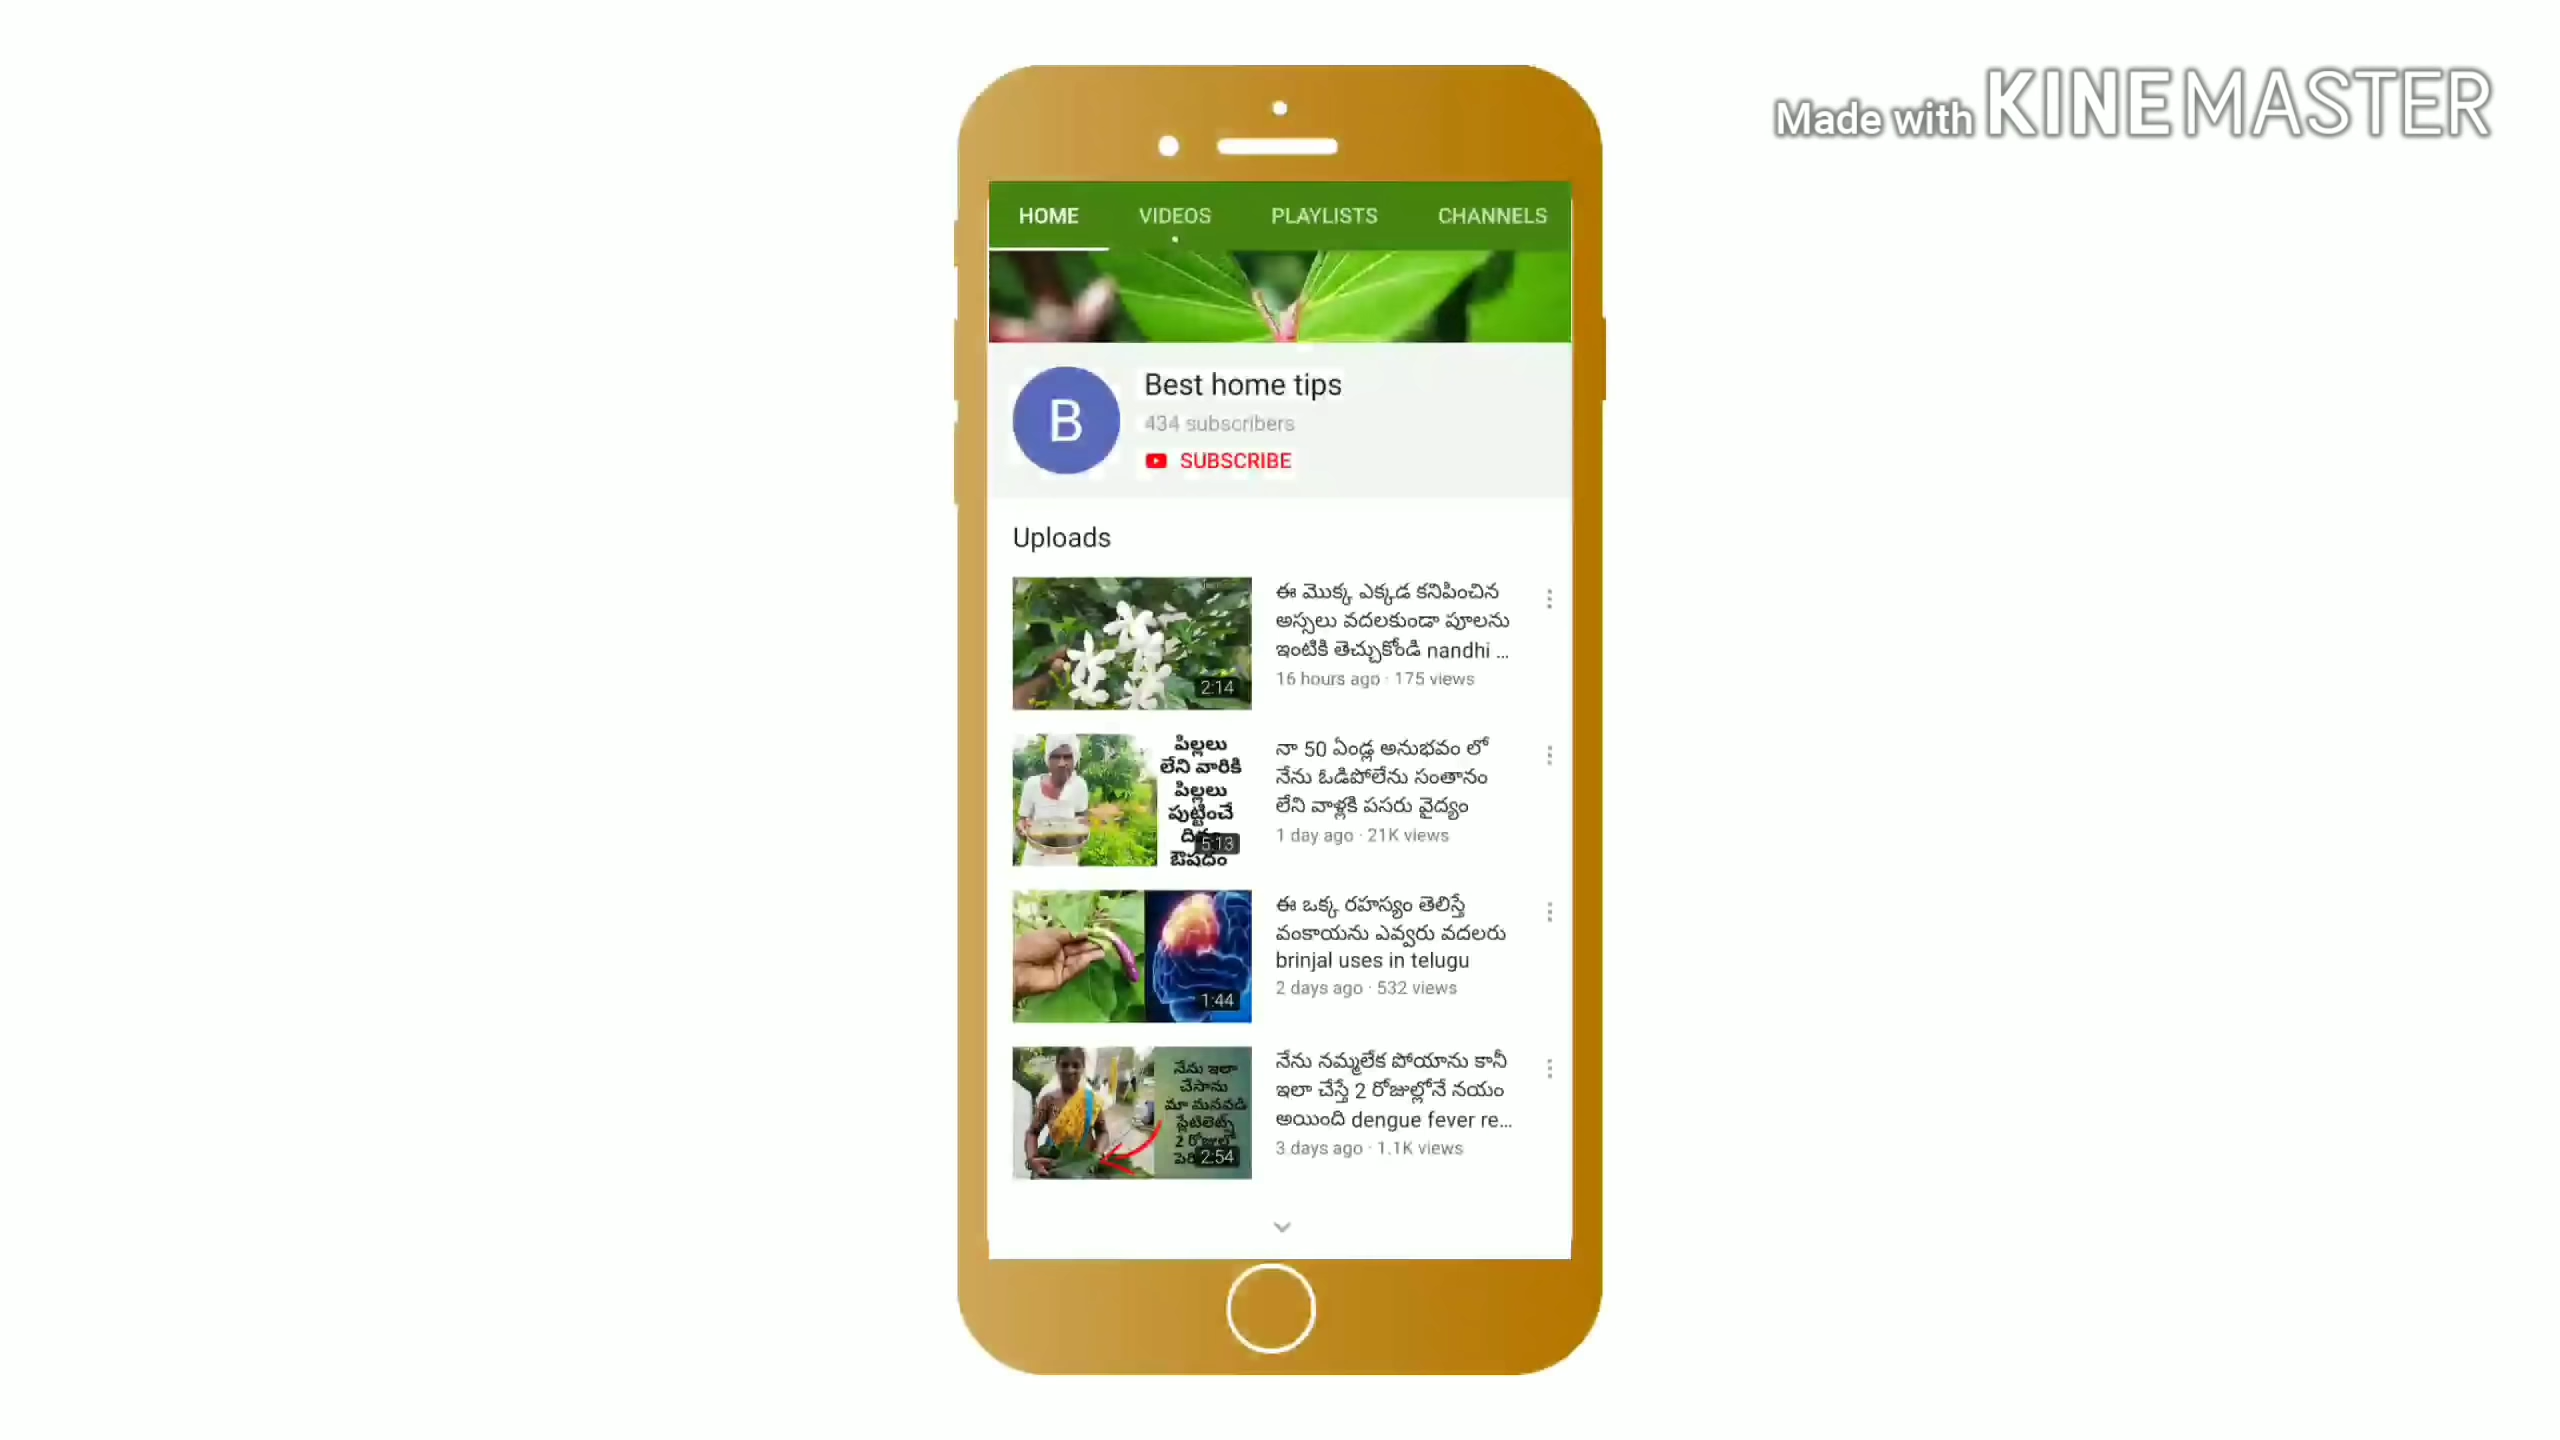 Made with KINEMASTER
HOME VIDEOS PLAYLISTS CHANNELS
B
Best home tips
434 subscribers
SUBSCRIBE
Uploads
ఈ మొక్క ఎక్కడ కనిపించిన
అస్సలు వదలకుండా పూలను
ఇంటికి తెచ్చుకోండి nandhi ...
16 hours ago · 175 views
2:14
పిల్లలు
లేని వారికి
పిల్లలు
పుట్టించే
ఔషధం
5:13
నా 50 ఏండ్ల అనుభవం లో
నేను ఓడిపోలేను సంతానం
లేని వాళ్లకి పసరు వైద్యం
1 day ago · 21K views
1:44
ఈ ఒక్క రహస్యం తెలిస్తే
వంకాయను ఎవ్వరు వదలరు
brinjal uses in telugu
2 days ago · 532 views
నేను ఇలా
చేసాను
మా మనవడి
ప్లేటిలెట్స్
2 రోజుల్లో
2:54
నేను నమ్మలేక పోయాను కానీ
ఇలా చేస్తే 2 రోజుల్లోనే నయం
అయింది dengue fever re...
3 days ago · 1.1K views